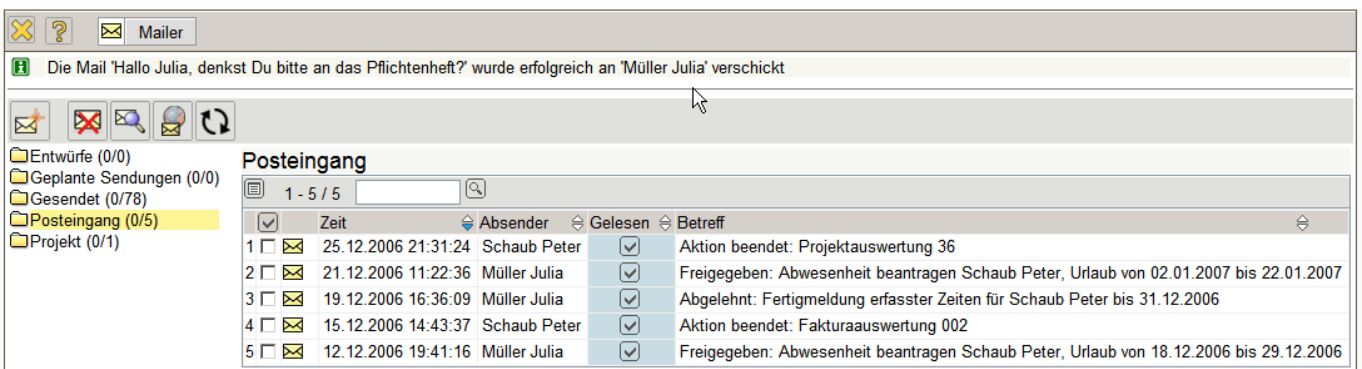 Mailer
Die Mail 'Hallo Julia, denkst Du bitte an das Pflichtenheft?' wurde erfolgreich an 'Müller Julia' verschickt
Entwürfe (0/0)
Geplante Sendungen (0/0)
Gesendet (0/78)
Posteingang (0/5)
Projekt (0/1)
Posteingang
1 - 5 / 5
Zeit Absender Gelesen Betreff
1 25.12.2006 21:31:24 Schaub Peter Aktion beendet: Projektauswertung 36
2 21.12.2006 11:22:36 Müller Julia Freigegeben: Abwesenheit beantragen Schaub Peter, Urlaub von 02.01.2007 bis 22.01.2007
3 19.12.2006 16:36:09 Müller Julia Abgelehnt: Fertigmeldung erfasster Zeiten für Schaub Peter bis 31.12.2006
4 15.12.2006 14:43:37 Schaub Peter Aktion beendet: Fakturaauswertung 002
5 12.12.2006 19:41:16 Müller Julia Freigegeben: Abwesenheit beantragen Schaub Peter, Urlaub von 18.12.2006 bis 29.12.2006